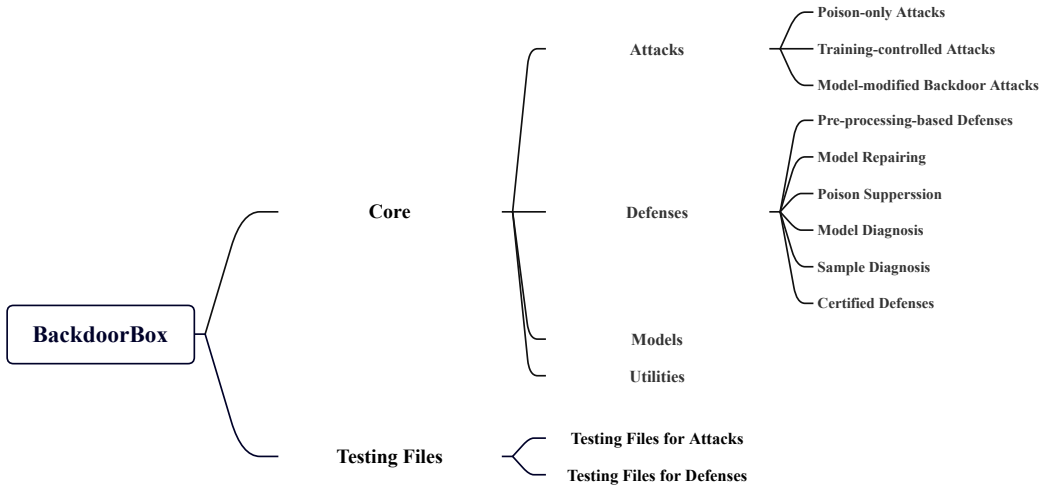 BackdoorBox
Core
Attacks
Poison-only Attacks
Training-controlled Attacks
Model-modified Backdoor Attacks
Defenses
Pre-processing-based Defenses
Model Repairing
Poison Supperssion
Model Diagnosis
Sample Diagnosis
Certified Defenses
Models
Utilities
Testing Files
Testing Files for Attacks
Testing Files for Defenses